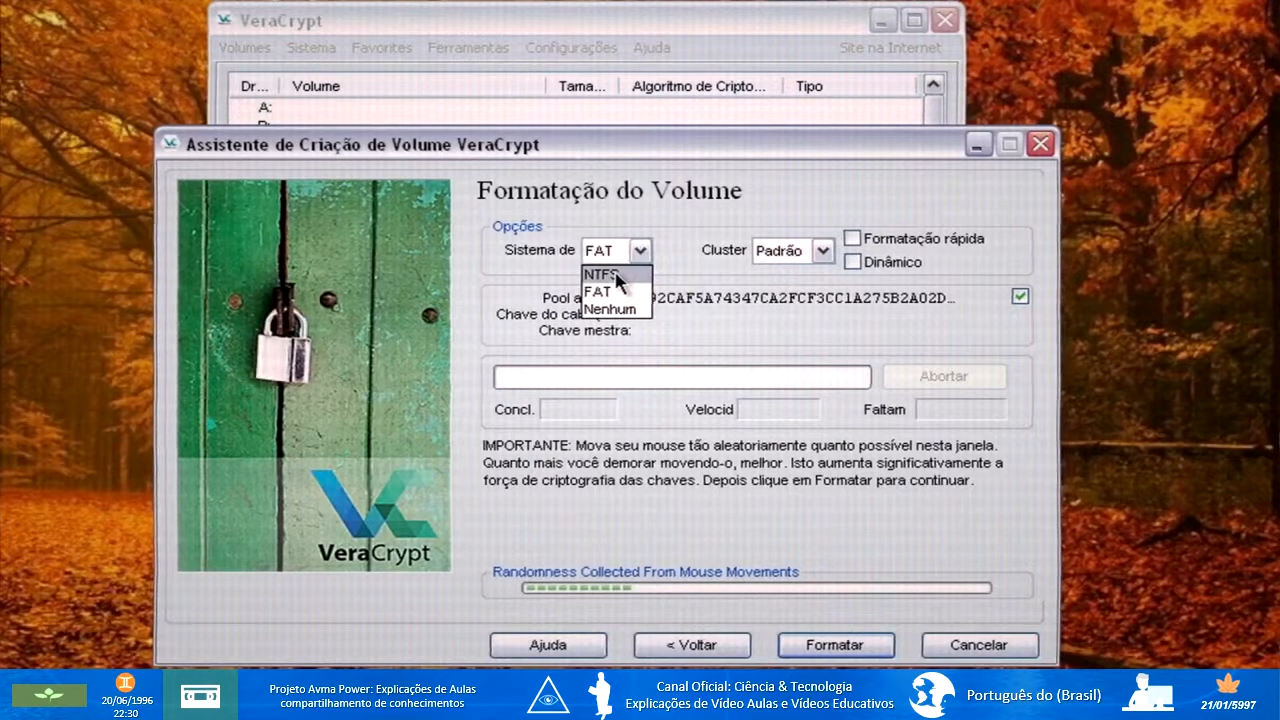 VeraCrypt
Volumes Sistema Favorites Ferramentas Configurações Ajuda Site na Internet
Dr... Volume Tama... Algoritmo de Cripto... Tipo
A:
Assistente de Criação de Volume VeraCrypt
Formatação do Volume
Opções
Sistema de FAT Cluster Padrão Formatação rápida
Dinâmico
NTFS
FAT
Nenhum
Pool a 92CAF5A74347CA2FCF3CC1A275B2A02D...
Chave do cab
Chave mestra:
Abortar
Concl. Velocid Faltam
IMPORTANTE: Mova seu mouse tão aleatoriamente quanto possível nesta janela.
Quanto mais você demorar movendo-o, melhor. Isto aumenta significativamente a
força de criptografia das chaves. Depois clique em Formatar para continuar.
VeraCrypt
Randomness Collected From Mouse Movements
Ajuda < Voltar Formatar Cancelar
20/06/1996
22:30
Projeto Avma Power: Explicações de Aulas
compartilhamento de conhecimentos
Canal Oficial: Ciência & Tecnologia
Explicações de Vídeo Aulas e Vídeos Educativos
Português do (Brasil)
21/01/5997